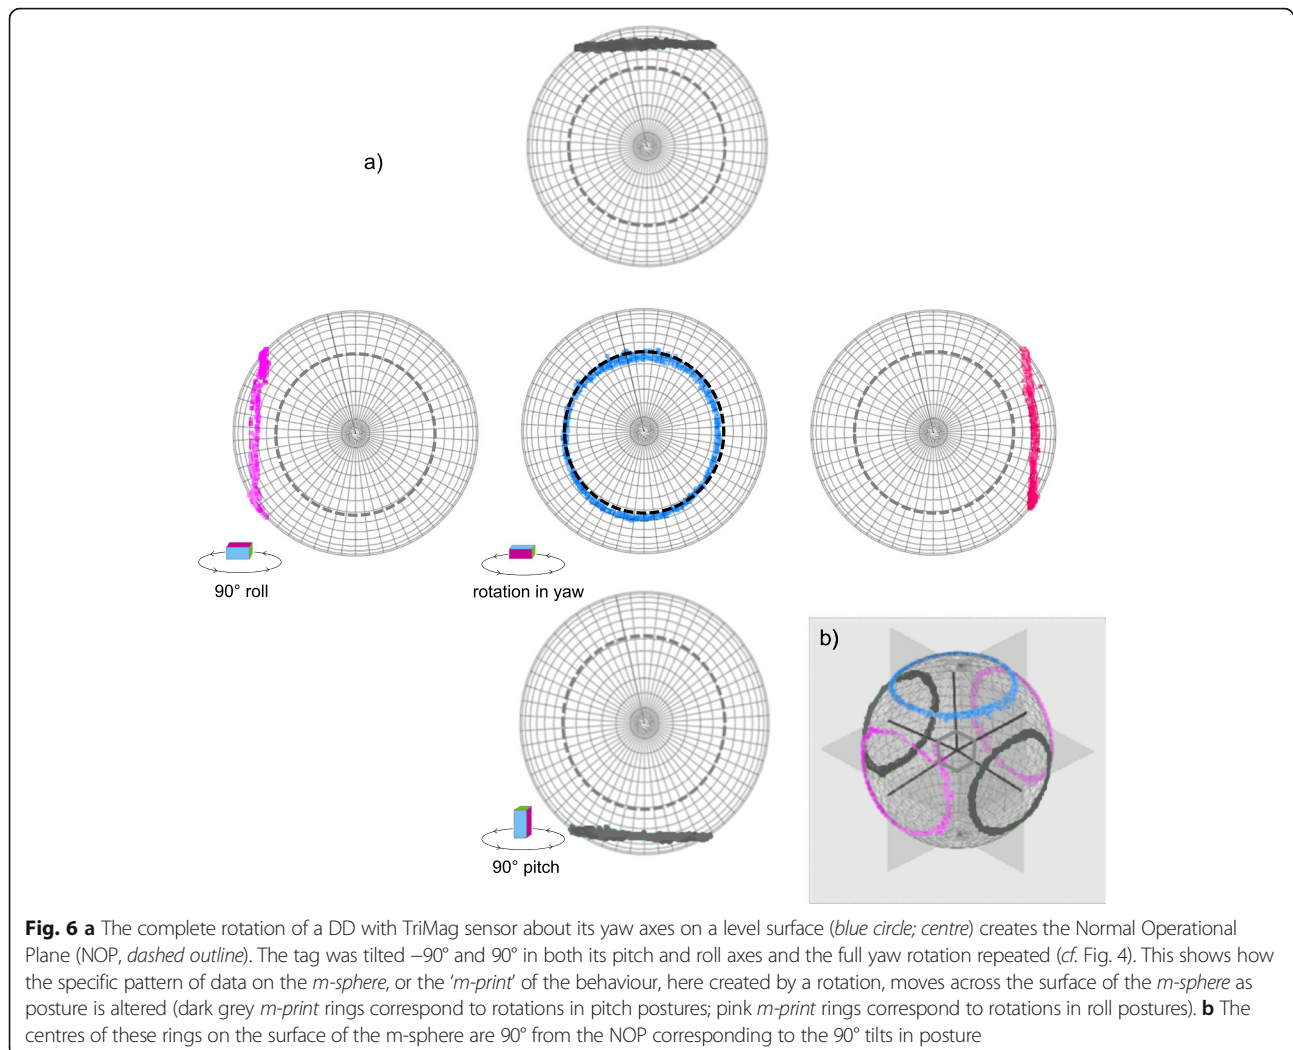 a)
90° roll
rotation in yaw
90° pitch
b)
Fig. 6 a The complete rotation of a DD with TriMag sensor about its yaw axes on a level surface (blue circle; centre) creates the Normal Operational
Plane (NOP, dashed outline). The tag was tilted −90° and 90° in both its pitch and roll axes and the full yaw rotation repeated (cf. Fig. 4). This shows how
the specific pattern of data on the m-sphere, or the ‘m-print’ of the behaviour, here created by a rotation, moves across the surface of the m-sphere as
posture is altered (dark grey m-print rings correspond to rotations in pitch postures; pink m-print rings correspond to rotations in roll postures). b The
centres of these rings on the surface of the m-sphere are 90° from the NOP corresponding to the 90° tilts in posture